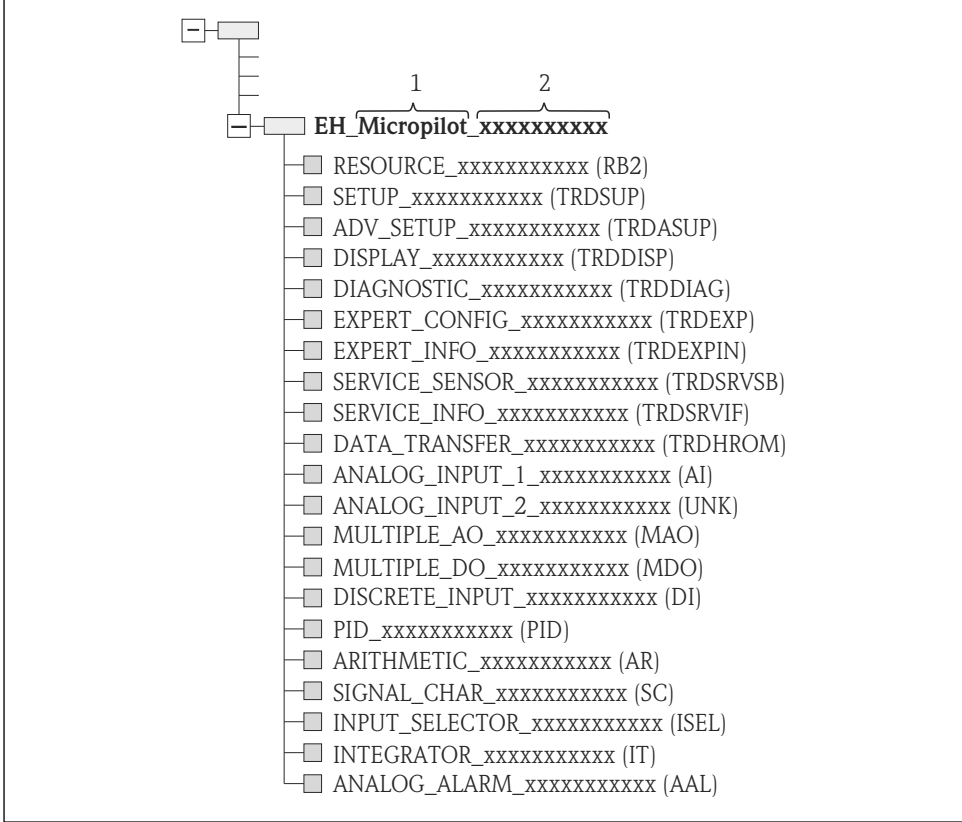 1 2
EH_Micropilot_xxxxxxxxxx
RESOURCE_xxxxxxxxxxx (RB2)
SETUP_xxxxxxxxxxx (TRDSUP)
ADV_SETUP_xxxxxxxxxxx (TRDASUP)
DISPLAY_xxxxxxxxxxx (TRDDISP)
DIAGNOSTIC_xxxxxxxxxxx (TRDDIAG)
EXPERT_CONFIG_xxxxxxxxxxx (TRDEXP)
EXPERT_INFO_xxxxxxxxxxx (TRDEXPIN)
SERVICE_SENSOR_xxxxxxxxxxx (TRDSRVSB)
SERVICE_INFO_xxxxxxxxxxx (TRDSRVIF)
DATA_TRANSFER_xxxxxxxxxxx (TRDHROM)
ANALOG_INPUT_1_xxxxxxxxxxx (AI)
ANALOG_INPUT_2_xxxxxxxxxxx (UNK)
MULTIPLE_AO_xxxxxxxxxxx (MAO)
MULTIPLE_DO_xxxxxxxxxxx (MDO)
DISCRETE_INPUT_xxxxxxxxxxx (DI)
PID_xxxxxxxxxxx (PID)
ARITHMETIC_xxxxxxxxxxx (AR)
SIGNAL_CHAR_xxxxxxxxxxx (SC)
INPUT_SELECTOR_xxxxxxxxxxx (ISEL)
INTEGRATOR_xxxxxxxxxxx (IT)
ANALOG_ALARM_xxxxxxxxxxx (AAL)